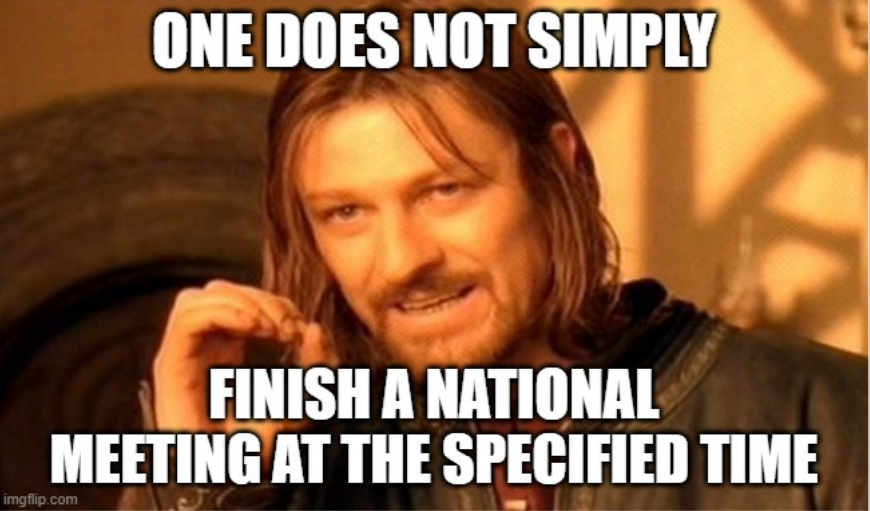 ONE DOES NOT SIMPLY
FINISH A NATIONAL
MEETING AT THE SPECIFIED TIME
imgflip.com